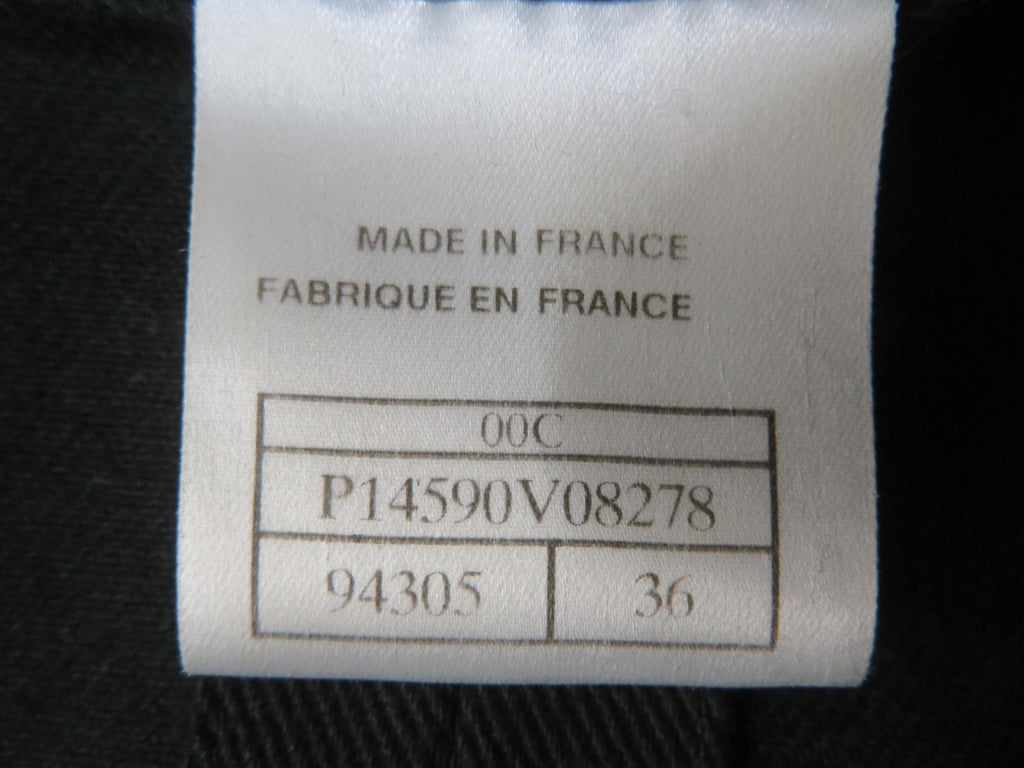 MADE IN FRANCE
FABRIQUE EN FRANCE
00C
P14590V08278
94305 36